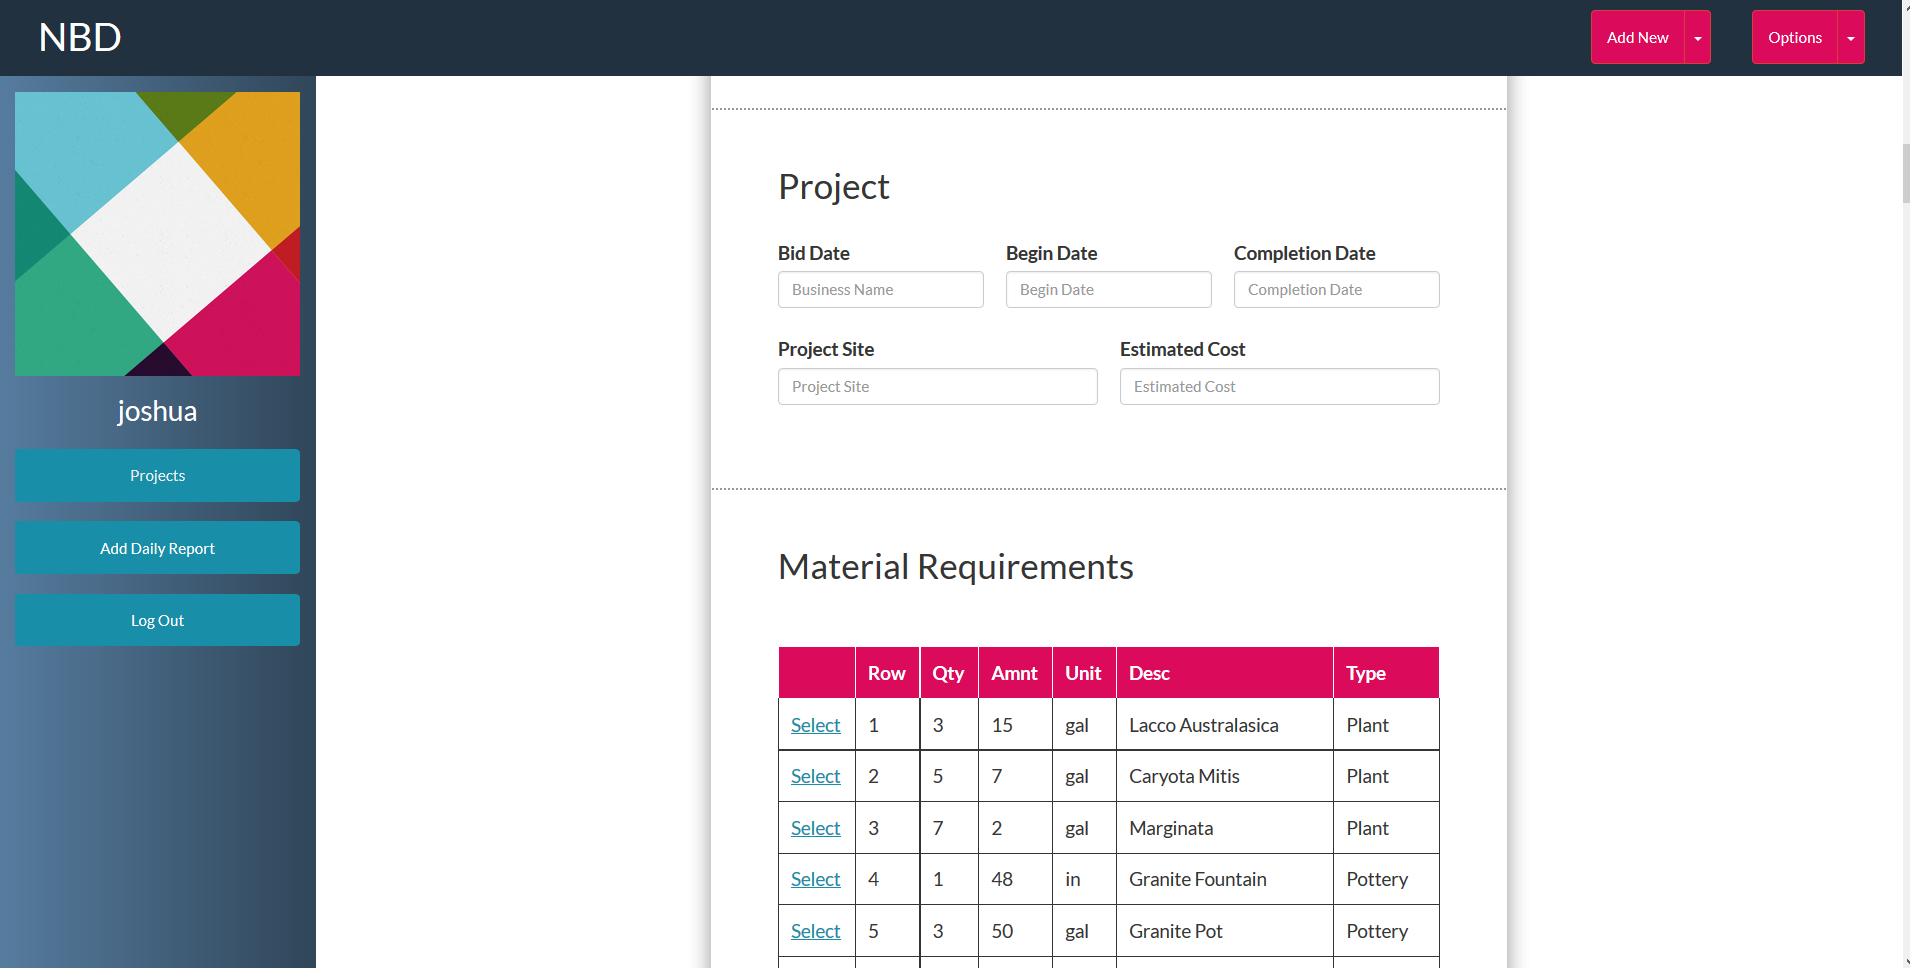 NBD
Add New
Options
joshua
Projects
Add Daily Report
Log Out
Project
Bid Date Begin Date Completion Date
Business Name Begin Date Completion Date
Project Site Estimated Cost
Project Site Estimated Cost
Material Requirements
Row Qty Amnt Unit Desc Type
Select 1 3 15 gal Lacco Australasica Plant
Select 2 5 7 gal Caryota Mitis Plant
Select 3 7 2 gal Marginata Plant
Select 4 1 48 in Granite Fountain Pottery
Select 5 3 50 gal Granite Pot Pottery